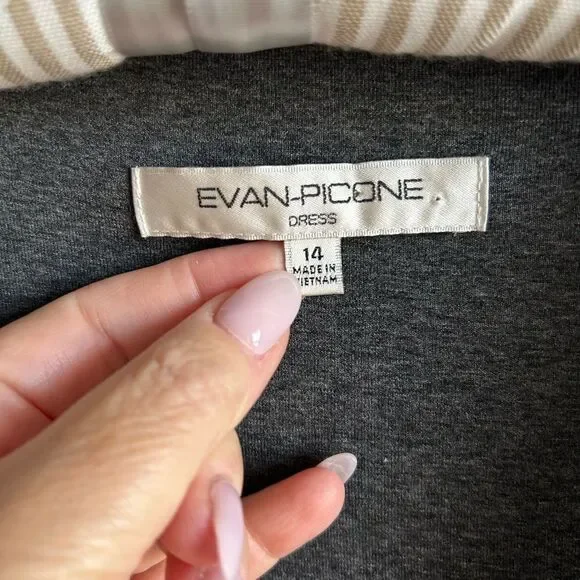 EVAN-PICONE
DRESS
14
MADE IN
VIETNAM